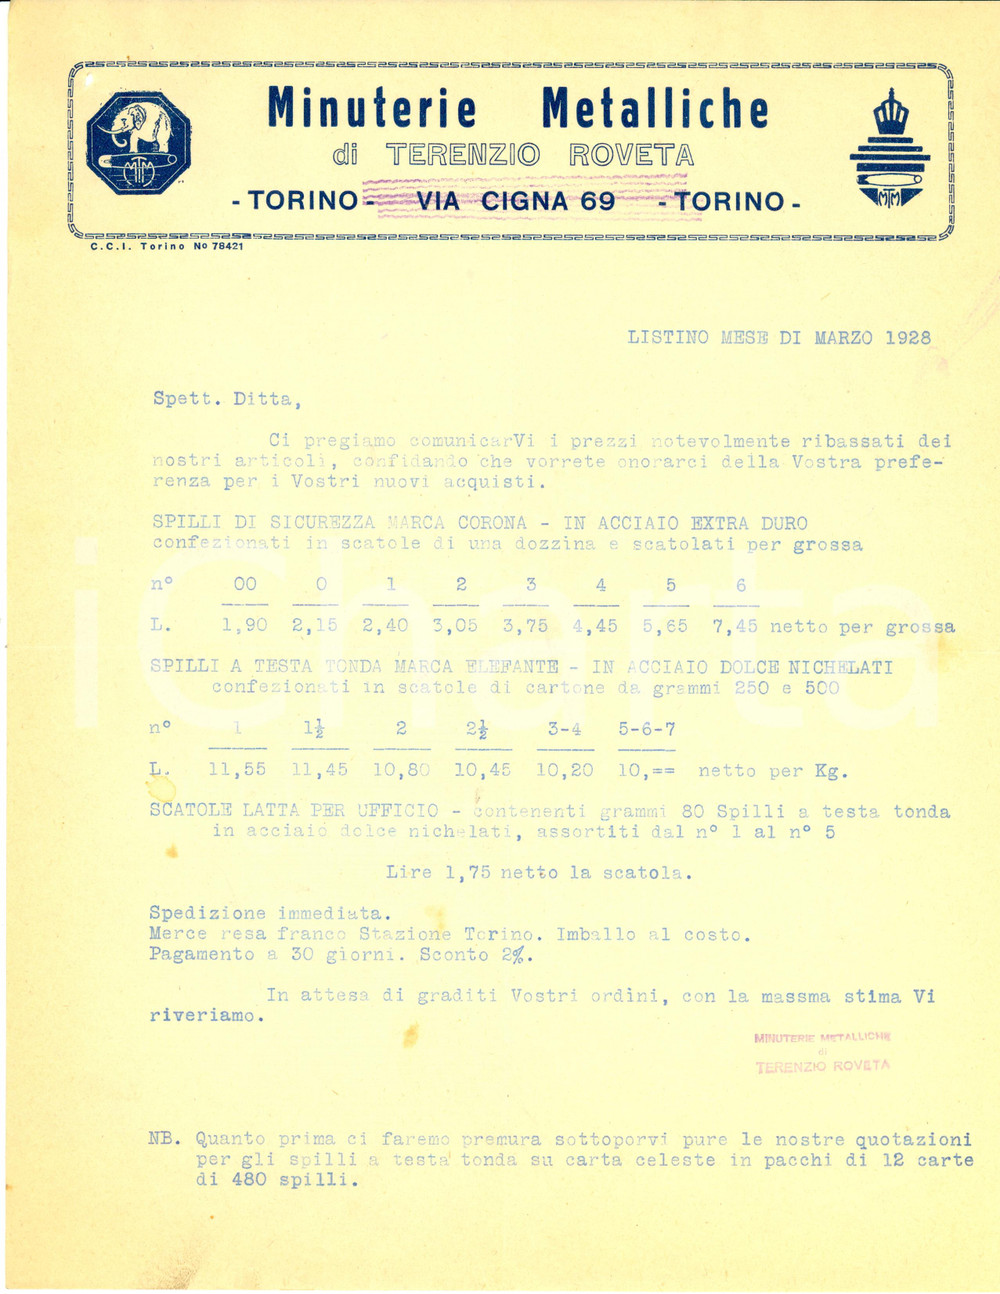 Minuterie Metalliche
di TERENZIO ROVETA
- TORINO - VIA CIGNA 69 - TORINO -
MTM
MTM
C.C.I. Torino No 78421
LISTINO MESE DI MARZO 1928
Spett. Ditta,
Ci pregiamo comunicarVi i prezzi notevolmente ribassati dei
nostri articoli, confidando che vorrete onorarci della Vostra prefe-
renza per i Vostri nuovi acquisti.
SPILLI DI SICUREZZA MARCA CORONA - IN ACCIAIO EXTRA DURO
confezionati in scatole di una dozzina e scatolati per grossa
n° 00 0 1 2 3 4 5 6
L. 1,90 2,15 2,40 3,05 3,75 4,45 5,65 7,45 netto per grossa
SPILLI A TESTA TONDA MARCA ELEFANTE - IN ACCIAIO DOLCE NICHELATI
confezionati in scatole di cartone da grammi 250 e 500
n° 1 1½ 2 2½ 3-4 5-6-7
L. 11,55 11,45 10,80 10,45 10,20 10,== netto per Kg.
SCATOLE LATTA PER UFFICIO - contenenti grammi 80 Spilli a testa tonda
in acciaio dolce nichelati, assortiti dal n° 1 al n° 5
Lire 1,75 netto la scatola.
Spedizione immediata.
Merce resa franco Stazione Torino. Imballo al costo.
Pagamento a 30 giorni. Sconto 2%.
In attesa di graditi Vostri ordini, con la massma stima Vi
riveriamo.
MINUTERIE METALLICHE
di
TERENZIO ROVETA
NB. Quanto prima ci faremo premura sottoporvi pure le nostre quotazioni
per gli spilli a testa tonda su carta celeste in pacchi di 12 carte
di 480 spilli.
iCharta